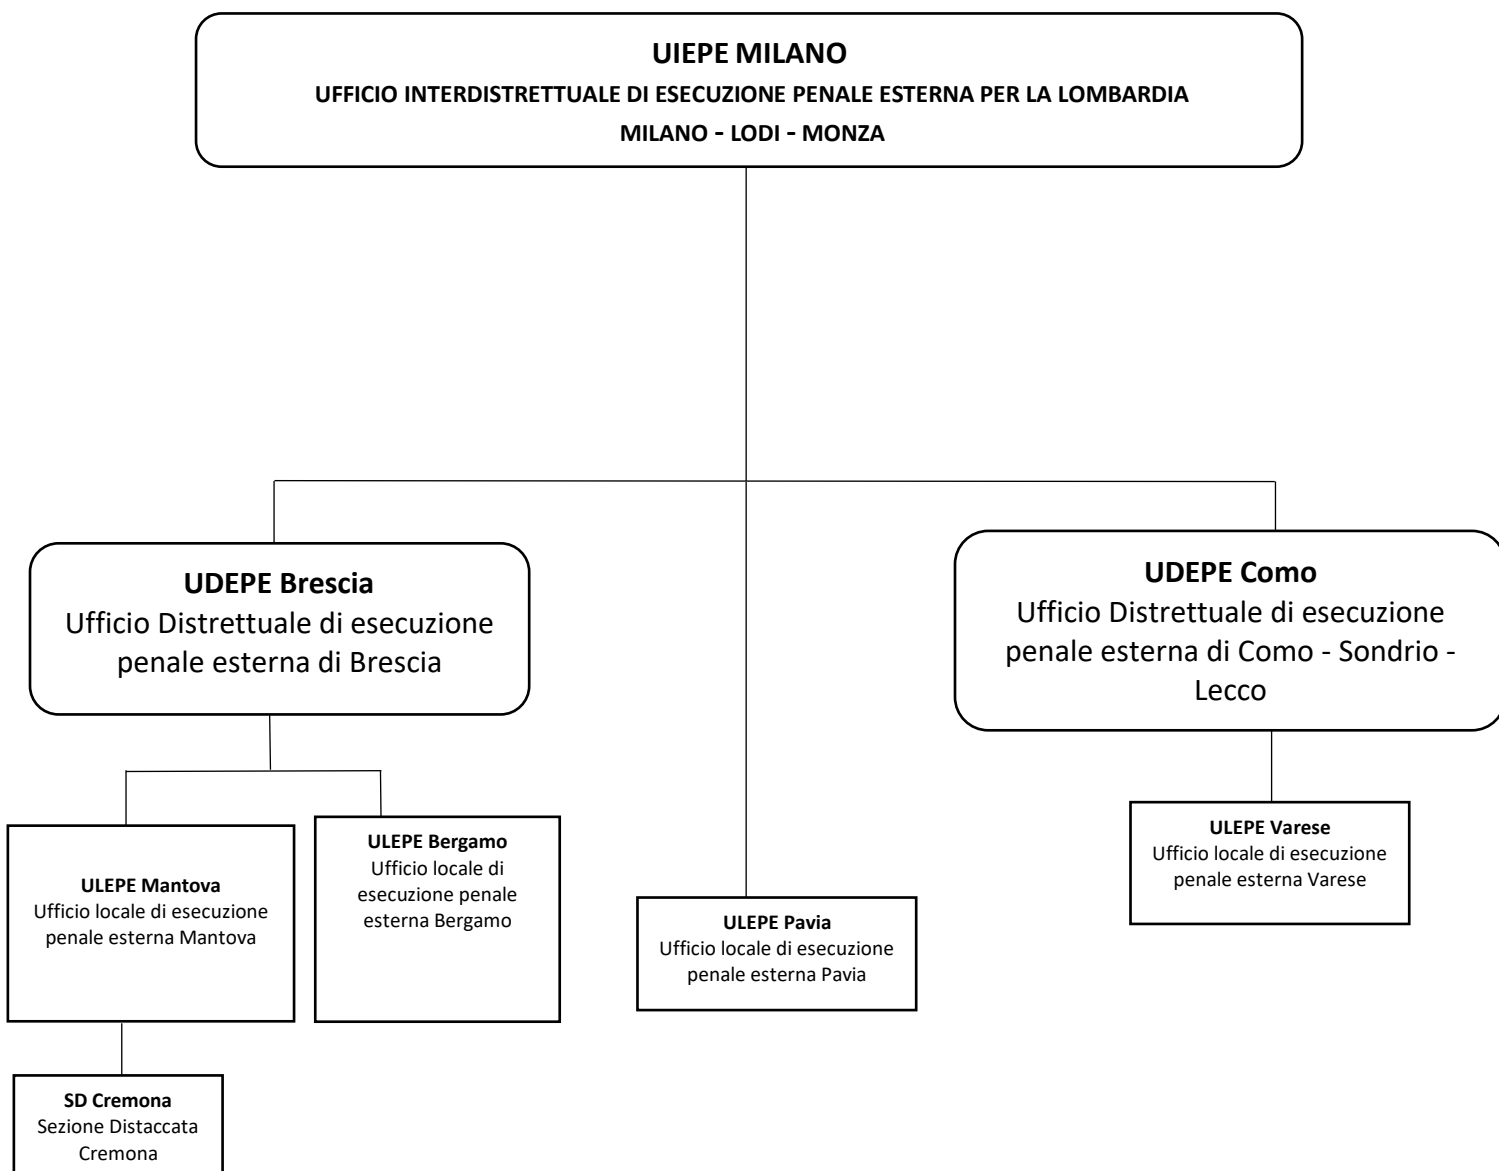 UIEPE MILANO
UFFICIO INTERDISTRETTUALE DI ESECUZIONE PENALE ESTERNA PER LA LOMBARDIA
MILANO - LODI - MONZA
UDEPE Brescia
Ufficio Distrettuale di esecuzione
penale esterna di Brescia
UDEPE Como
Ufficio Distrettuale di esecuzione
penale esterna di Como - Sondrio -
Lecco
ULEPE Mantova
Ufficio locale di esecuzione
penale esterna Mantova
ULEPE Bergamo
Ufficio locale di
esecuzione penale
esterna Bergamo
ULEPE Pavia
Ufficio locale di esecuzione
penale esterna Pavia
ULEPE Varese
Ufficio locale di esecuzione
penale esterna Varese
SD Cremona
Sezione Distaccata
Cremona